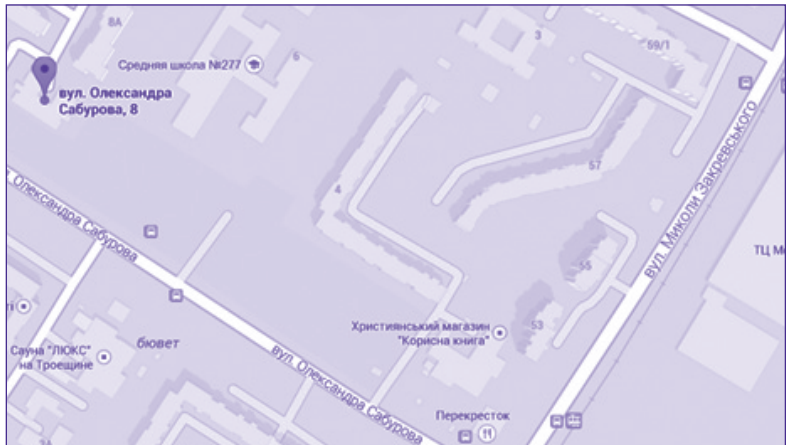 8А
3
59/1
Средняя школа №277
6
вул. Олександра
Сабурова, 8
вул. Миколи Закревського
57
4
Олександра Сабурова
ТЦ
55
53
Християнський магазин
"Корисна книга"
Сауна "ЛЮКС"
на Троещине
бювет
вул. Олександра Сабурова
Перекресток